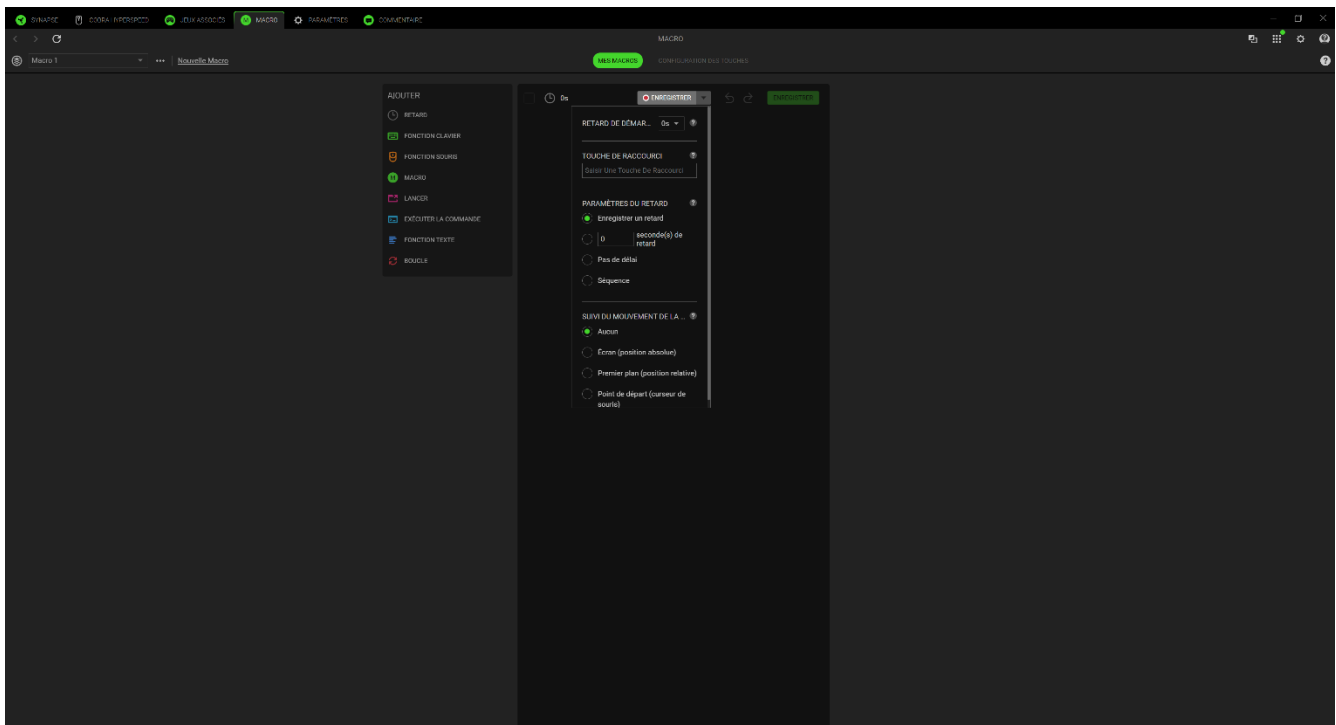 SYNAPSE
COBRA HYPERSPEED
JEUX ASSOCIÉS
MACRO
PARAMÈTRES
COMMENTAIRE
MACRO
Macro 1
Nouvelle Macro
MES MACROS
CONFIGURATION DES TOUCHES
AJOUTER
RETARD
FONCTION CLAVIER
FONCTION SOURIS
MACRO
LANCER
EXÉCUTER LA COMMANDE
FONCTION TEXTE
BOUCLE
0s
ENREGISTRER
ENREGISTRER
RETARD DE DÉMAR... 0s
TOUCHE DE RACCOURCI
Saisir Une Touche De Raccourci
PARAMÈTRES DU RETARD
Enregistrer un retard
0 seconde(s) de
retard
Pas de délai
Séquence
SUIVI DU MOUVEMENT DE LA ...
Aucun
Écran (position absolue)
Premier plan (position relative)
Point de départ (curseur de
souris)